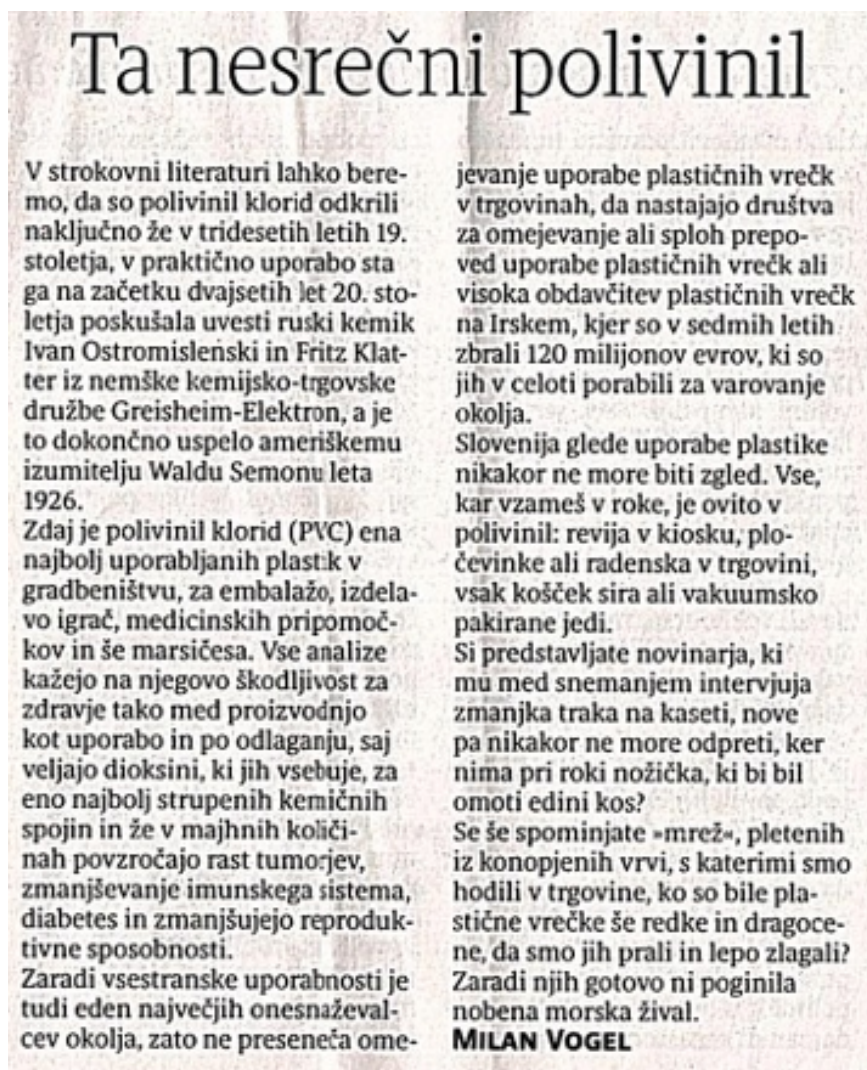 Ta nesrečni polivinil
V strokovni literaturi lahko bere-
mo, da so polivinil klorid odkrili
naključno že v tridesetih letih 19.
stoletja, v praktično uporabo sta
ga na začetku dvajsetih let 20. sto-
letja poskušala uvesti ruski kemik
Ivan Ostromislenski in Fritz Klat-
ter iz nemške kemijsko-trgovske
družbe Greisheim-Elektron, a je
to dokončno uspelo ameriškemu
izumitelju Waldu Semonu leta
1926.
Zdaj je polivinil klorid (PVC) ena
najbolj uporabljanih plastik v
gradbeništvu, za embalažo, izdela-
vo igrač, medicinskih pripomoč-
kov in še marsičesa. Vse analize
kažejo na njegovo škodljivost za
zdravje tako med proizvodnjo
kot uporabo in po odlaganju, saj
veljajo dioksini, ki jih vsebuje, za
eno najbolj strupenih kemičnih
spojin in že v majhnih količi-
nah povzročajo rast tumorjev,
zmanjševanje imunskega sistema,
diabetes in zmanjšujejo reproduk-
tivne sposobnosti.
Zaradi vsestranske uporabnosti je
tudi eden največjih onesnaževal-
cev okolja, zato ne preseneča ome-
jevanje uporabe plastičnih vrečk
v trgovinah, da nastajajo društva
za omejevanje ali sploh prepo-
ved uporabe plastičnih vrečk ali
visoka obdavčitev plastičnih vrečk
na Irskem, kjer so v sedmih letih
zbrali 120 milijonov evrov, ki so
jih v celoti porabili za varovanje
okolja.
Slovenija glede uporabe plastike
nikakor ne more biti zgled. Vse,
kar vzameš v roke, je ovito v
polivinil: revija v kiosku, plo-
čevinke ali radenska v trgovini,
vsak košček sira ali vakuumsko
pakirane jedi.
Si predstavljate novinarja, ki
mu med snemanjem intervjuja
zmanjka traka na kaseti, nove
pa nikakor ne more odpreti, ker
nima pri roki nožička, ki bi bil
omoti edini kos?
Se še spominjate »mrež«, pletenih
iz konopjenih vrvi, s katerimi smo
hodili v trgovine, ko so bile pla-
stične vrečke še redke in dragoce-
ne, da smo jih prali in lepo zlagali?
Zaradi njih gotovo ni poginila
nobena morska žival.
MILAN VOGEL